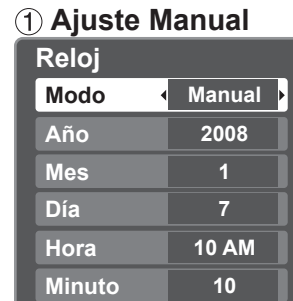 ① Ajuste Manual
Reloj
Modo Manual
Año 2008
Mes 1
Día 7
Hora 10 AM
Minuto 10